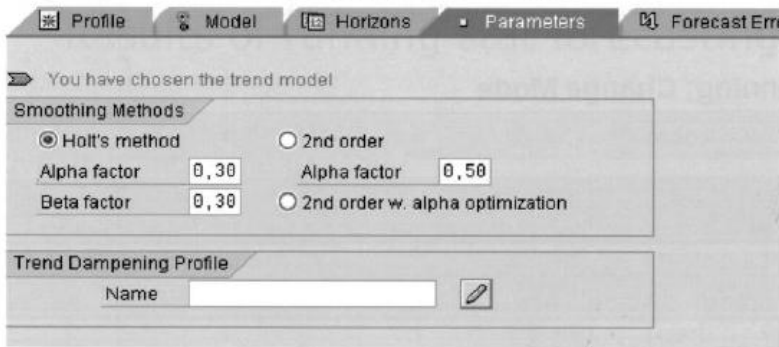 Profile Model Horizons Parameters Forecast Erro
You have chosen the trend model
Smoothing Methods
Holt's method 2nd order
Alpha factor 0,30 Alpha factor 0,50
Beta factor 0,30 2nd order w. alpha optimization
Trend Dampening Profile
Name